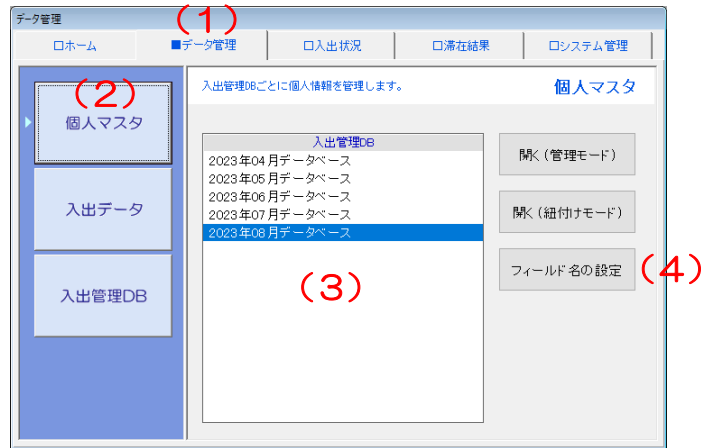 データ管理
(1)
□ホーム
■データ管理
□入出状況
□滞在結果
□システム管理
(2)
個人マスタ
入出データ
入出管理DB
入出管理DBごとに個人情報を管理します。
個人マスタ
入出管理DB
2023年04月データベース
2023年05月データベース
2023年06月データベース
2023年07月データベース
2023年08月データベース
(3)
開く(管理モード)
開く(紐付けモード)
フィールド名の設定
(4)